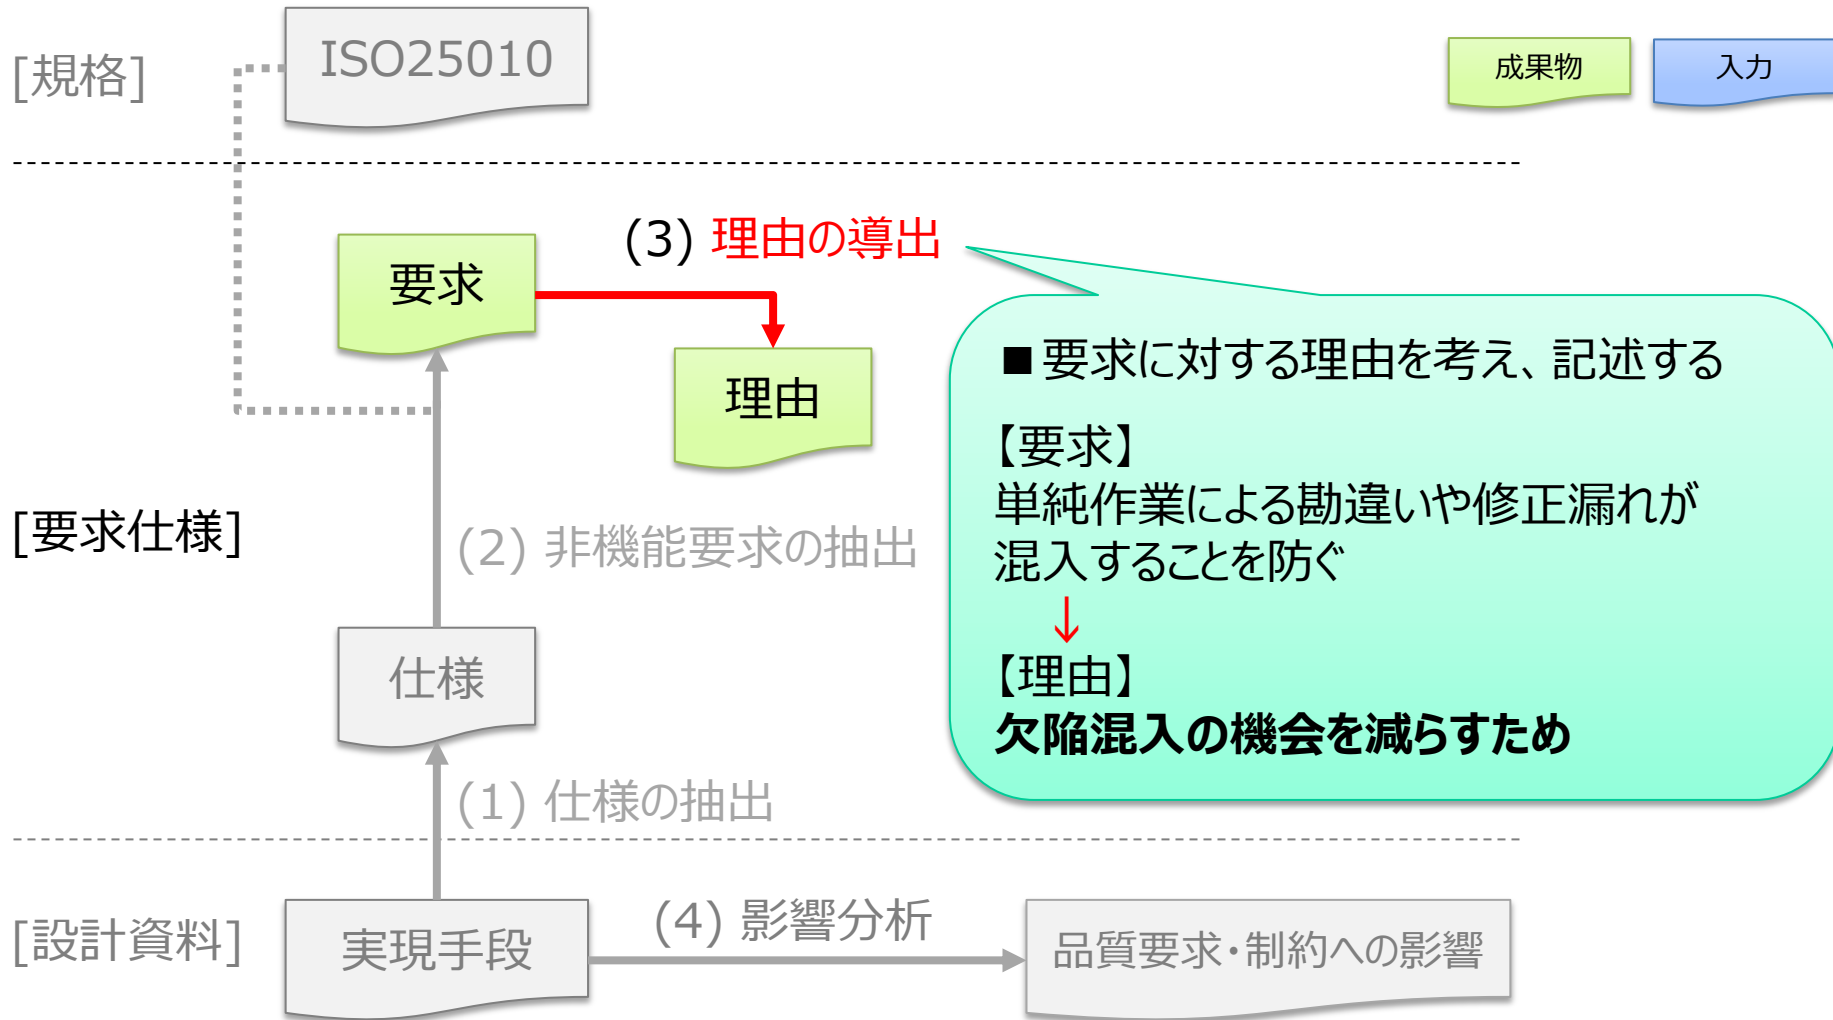 [規格]
ISO25010
成果物
入力
(3) 理由の導出
要求
理由
■ 要求に対する理由を考え、記述する
【要求】
単純作業による勘違いや修正漏れが
混入することを防ぐ
↓
【理由】
欠陥混入の機会を減らすため
[要求仕様]
(2) 非機能要求の抽出
仕様
(1) 仕様の抽出
[設計資料]
実現手段
(4) 影響分析
品質要求・制約への影響